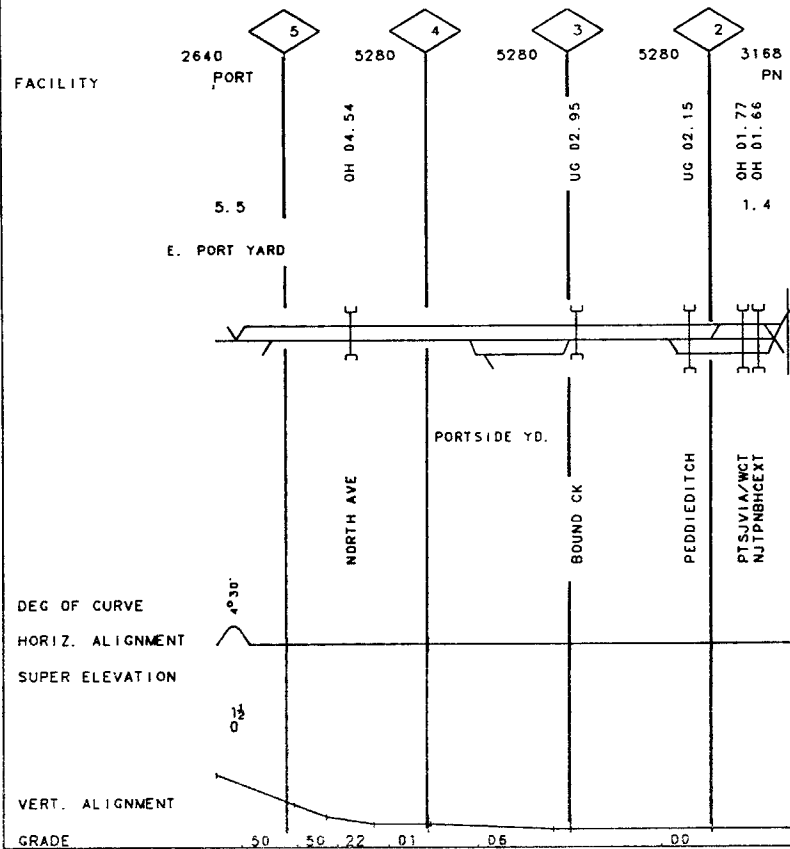 5 4 3 2
2640 5280 5280 5280 3168
FACILITY PORT PN
OH 04.54
UG 02.95
UG 02.15
OH 01.77
OH 01.66
5.5 1.4
E. PORT YARD
PORTSIDE YD.
NORTH AVE
BOUND CK
PEDDIEDITCH
PTSJVIA/WGT
NJTPNBHCEXT
DEG OF CURVE 4°30'
HORIZ. ALIGNMENT
SUPER ELEVATION
1½
0
VERT. ALIGNMENT
GRADE .50 .50 .22 .01 .06 .00